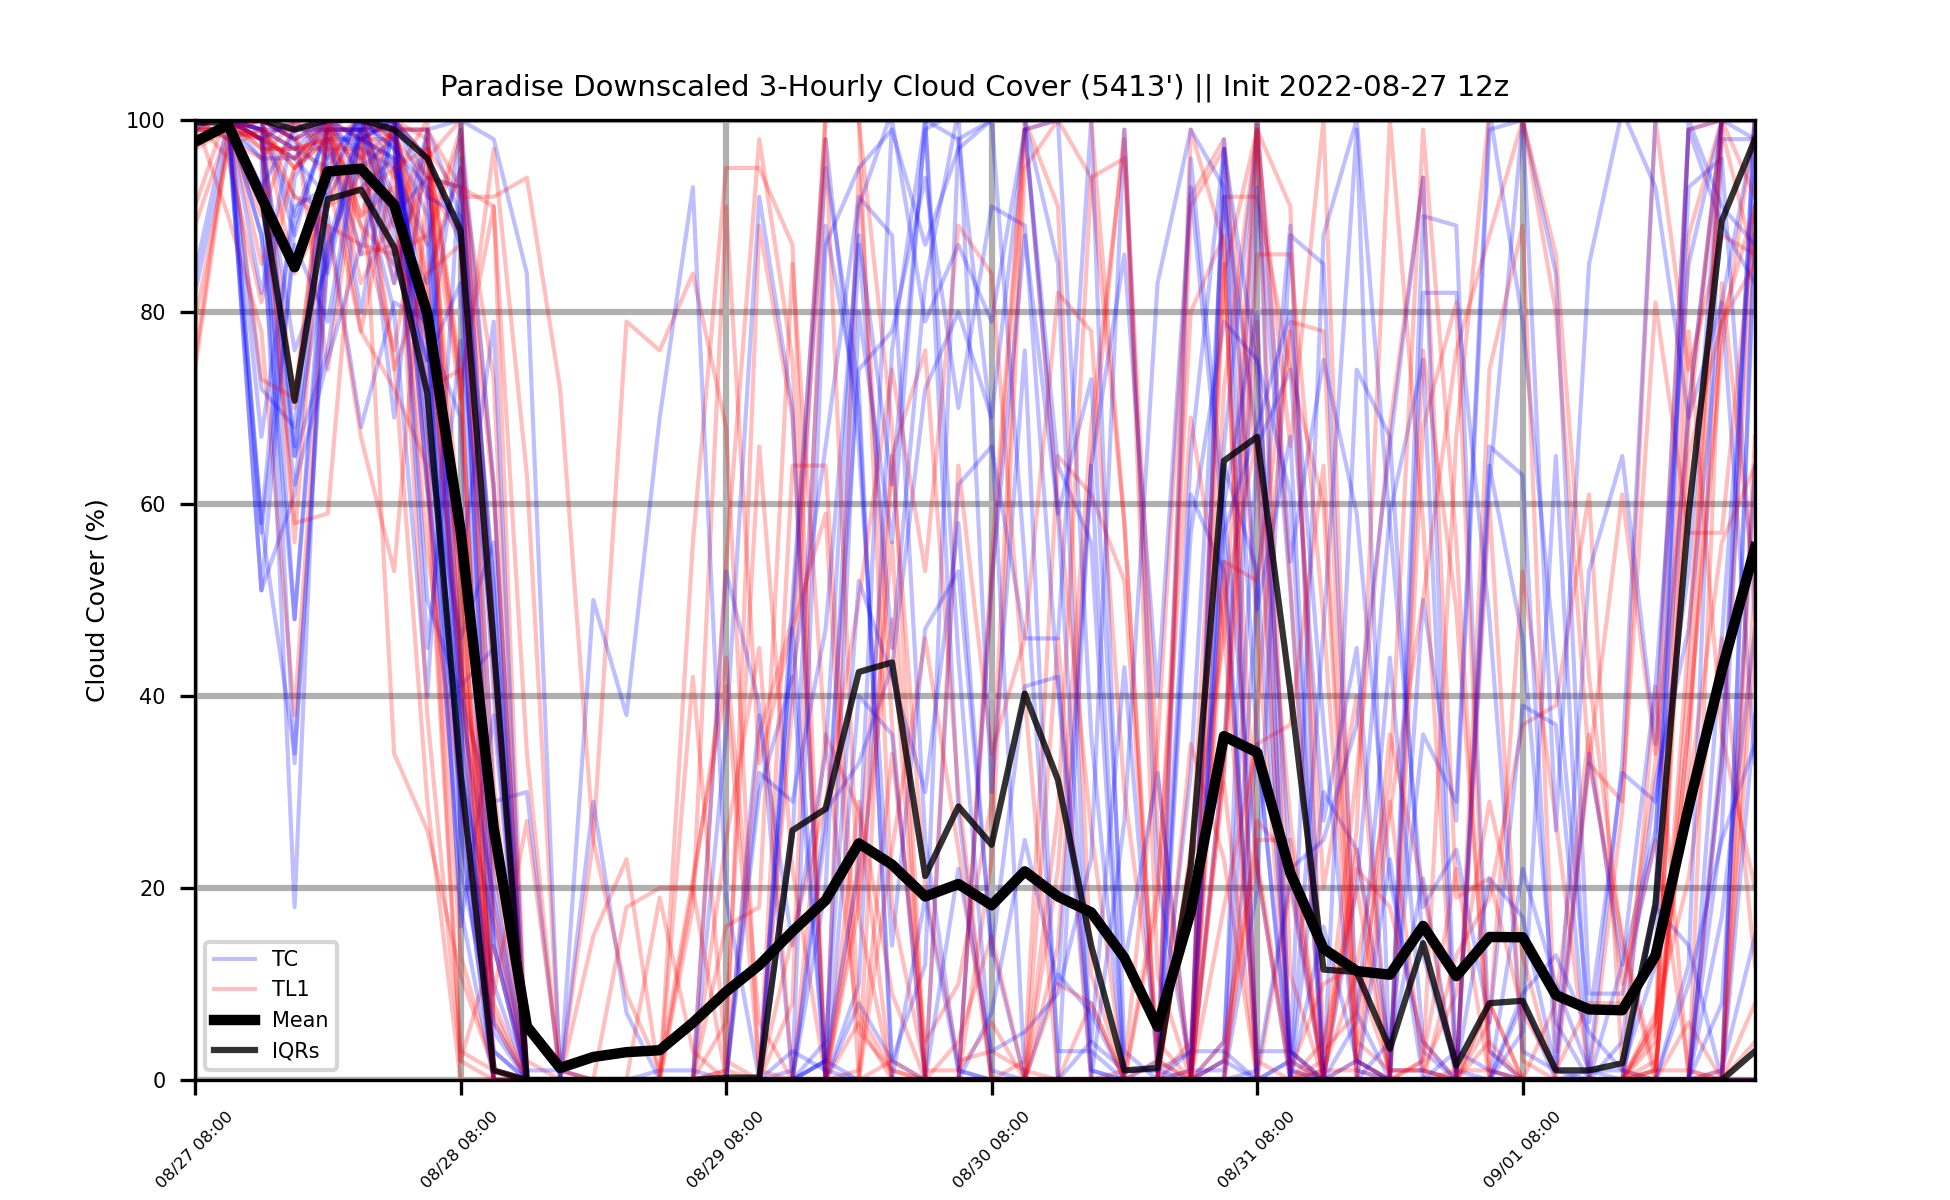 Paradise Downscaled 3-Hourly Cloud Cover (5413') || Init 2022-08-27 12z
100
80
60
40
20
0
Cloud Cover (%)
TC
TL1
Mean
IQRs
08/27 08:00
08/28 08:00
08/29 08:00
08/30 08:00
08/31 08:00
09/01 08:00